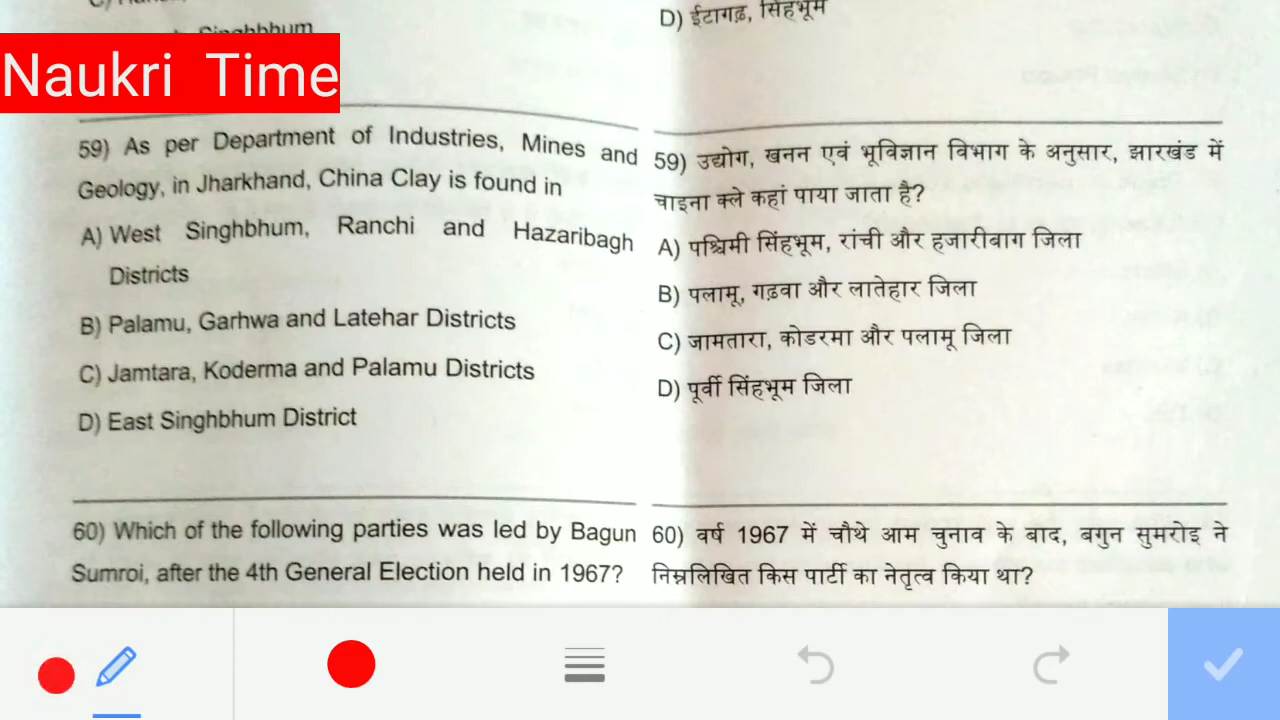 D) ईटागढ़, सिंहभूम
Singhbhum
Naukri Time
59) As per Department of Industries, Mines and
Geology, in Jharkhand, China Clay is found in
A) West Singhbhum, Ranchi and Hazaribagh
Districts
B) Palamu, Garhwa and Latehar Districts
C) Jamtara, Koderma and Palamu Districts
D) East Singhbhum District
59) उद्योग, खनन एवं भूविज्ञान विभाग के अनुसार, झारखंड में
चाइना क्ले कहां पाया जाता है?
A) पश्चिमी सिंहभूम, रांची और हजारीबाग जिला
B) पलामू, गढ़वा और लातेहार जिला
C) जामतारा, कोडरमा और पलामू जिला
D) पूर्वी सिंहभूम जिला
60) Which of the following parties was led by Bagun
Sumroi, after the 4th General Election held in 1967?
60) वर्ष 1967 में चौथे आम चुनाव के बाद, बगुन सुमरोइ ने
निम्नलिखित किस पार्टी का नेतृत्व किया था?